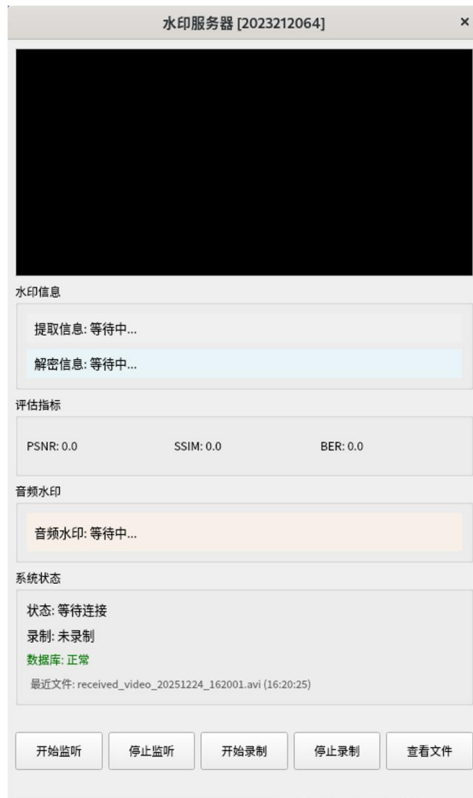 水印服务器 [2023212064]
水印信息
提取信息: 等待中...
解密信息: 等待中...
评估指标
PSNR: 0.0 SSIM: 0.0 BER: 0.0
音频水印
音频水印: 等待中...
系统状态
状态: 等待连接
录制: 未录制
数据库: 正常
最近文件: received_video_20251224_162001.avi (16:20:25)
开始监听 停止监听 开始录制 停止录制 查看文件